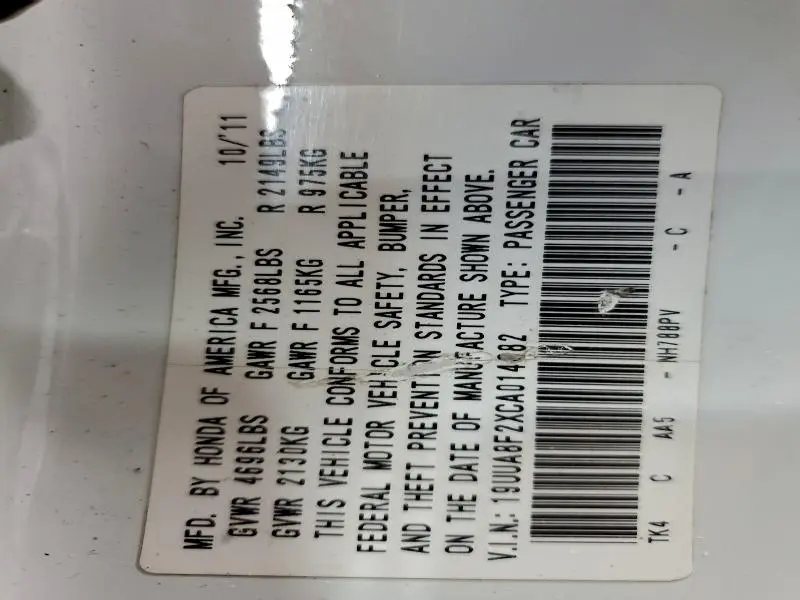 MFD. BY HONDA OF AMERICA MFG., INC. 10/'11
GVWR 4696LBS GAWR F 2568LBS R 2149LBS
GVWR 2130KG GAWR F 1165KG R 975KG
THIS VEHICLE CONFORMS TO ALL APPLICABLE
FEDERAL MOTOR VEHICLE SAFETY, BUMPER,
AND THEFT PREVENTION STANDARDS IN EFFECT
ON THE DATE OF MANUFACTURE SHOWN ABOVE.
V.I.N.: TYPE: PASSENGER CAR
TK4 C AA5 - NH788PV - C - A